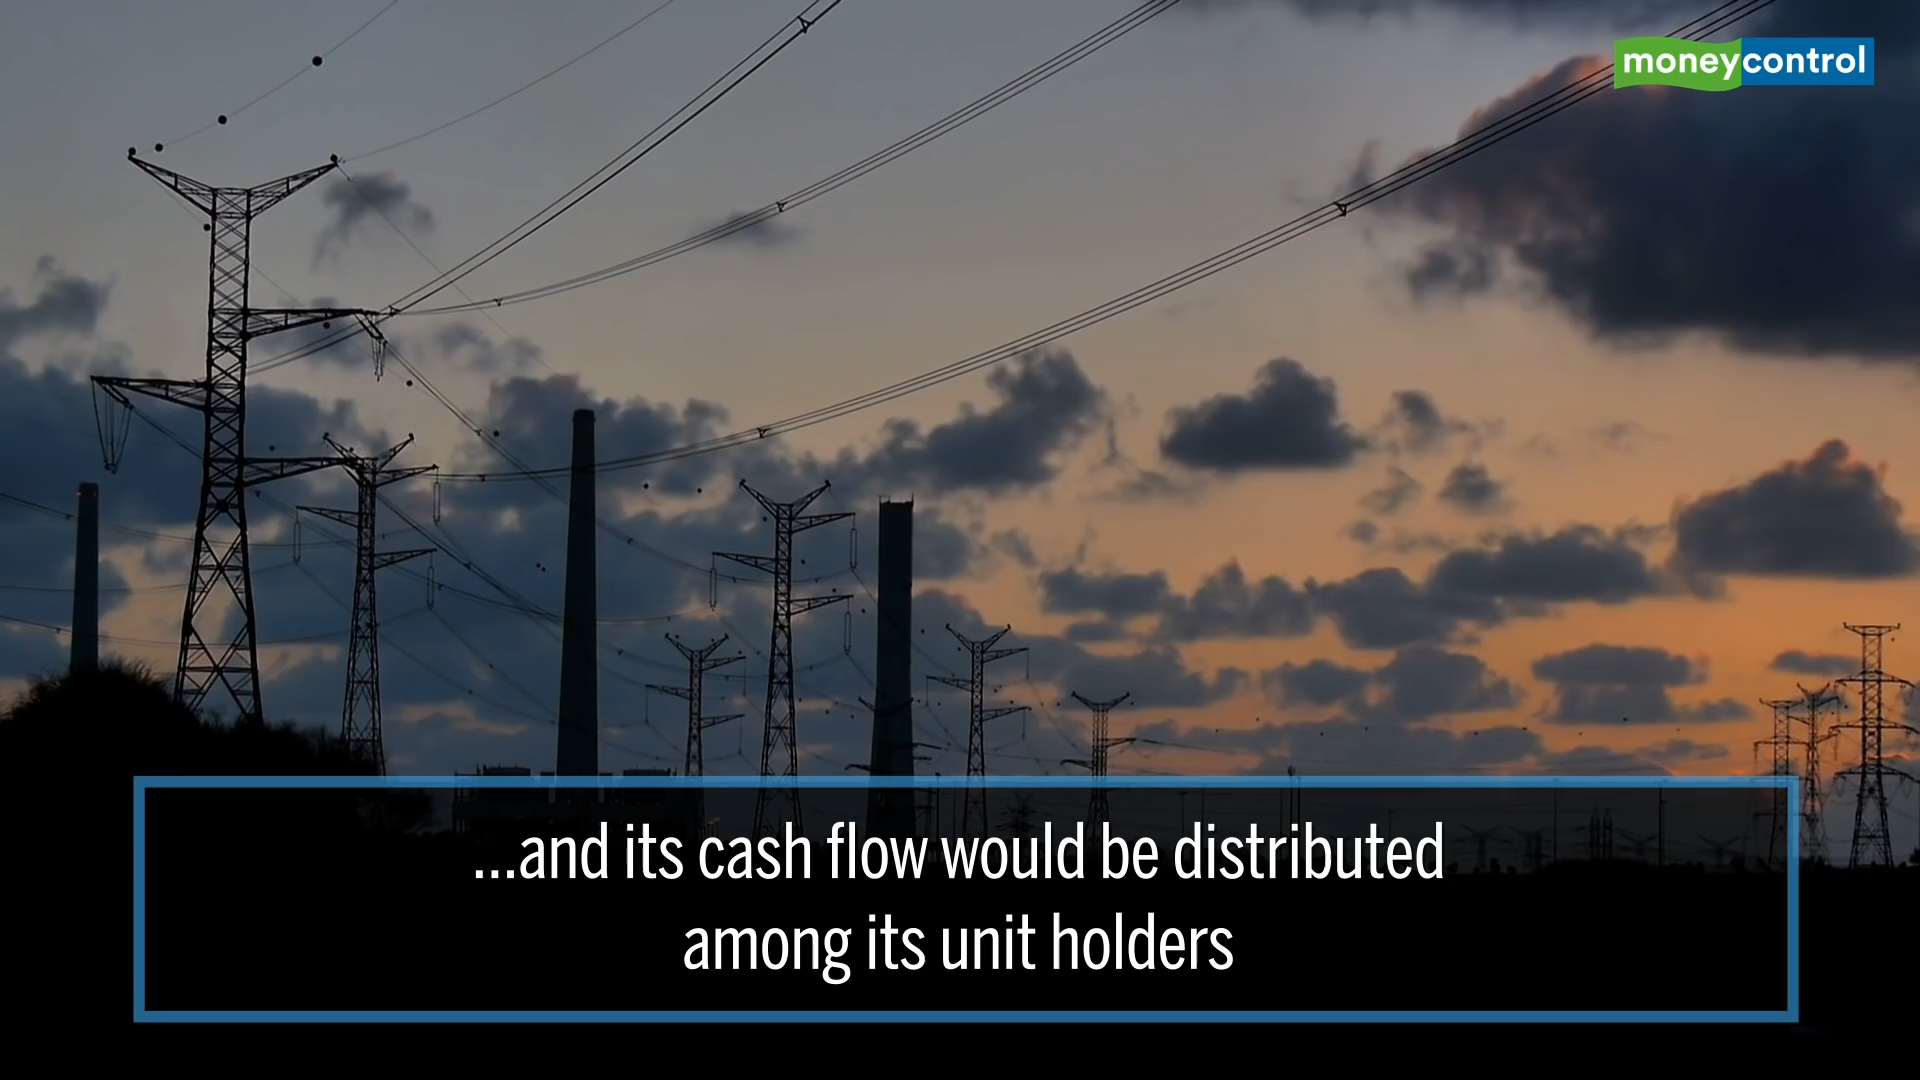 moneycontrol
...and its cash flow would be distributed
among its unit holders